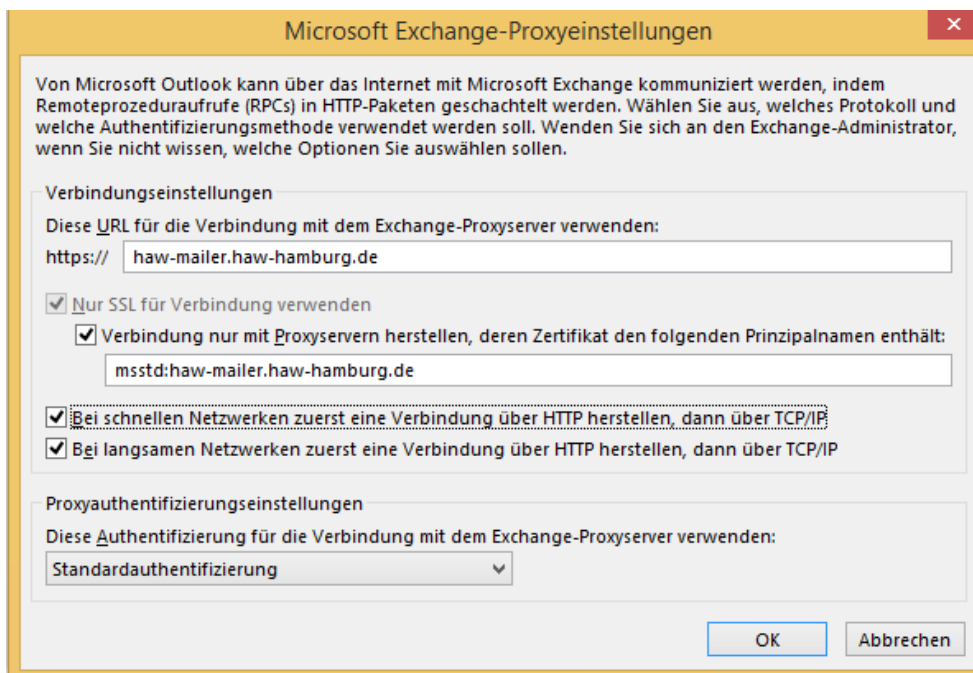 Microsoft Exchange-Proxyeinstellungen
Von Microsoft Outlook kann über das Internet mit Microsoft Exchange kommuniziert werden, indem
Remoteprozeduraufrufe (RPCs) in HTTP-Paketen geschachtelt werden. Wählen Sie aus, welches Protokoll und
welche Authentifizierungsmethode verwendet werden soll. Wenden Sie sich an den Exchange-Administrator,
wenn Sie nicht wissen, welche Optionen Sie auswählen sollen.
Verbindungseinstellungen
Diese URL für die Verbindung mit dem Exchange-Proxyserver verwenden:
https:// haw-mailer.haw-hamburg.de
Nur SSL für Verbindung verwenden
Verbindung nur mit Proxyservern herstellen, deren Zertifikat den folgenden Prinzipalnamen enthält:
msstd:haw-mailer.haw-hamburg.de
Bei schnellen Netzwerken zuerst eine Verbindung über HTTP herstellen, dann über TCP/IP
Bei langsamen Netzwerken zuerst eine Verbindung über HTTP herstellen, dann über TCP/IP
Proxyauthentifizierungseinstellungen
Diese Authentifizierung für die Verbindung mit dem Exchange-Proxyserver verwenden:
Standardauthentifizierung
OK Abbrechen